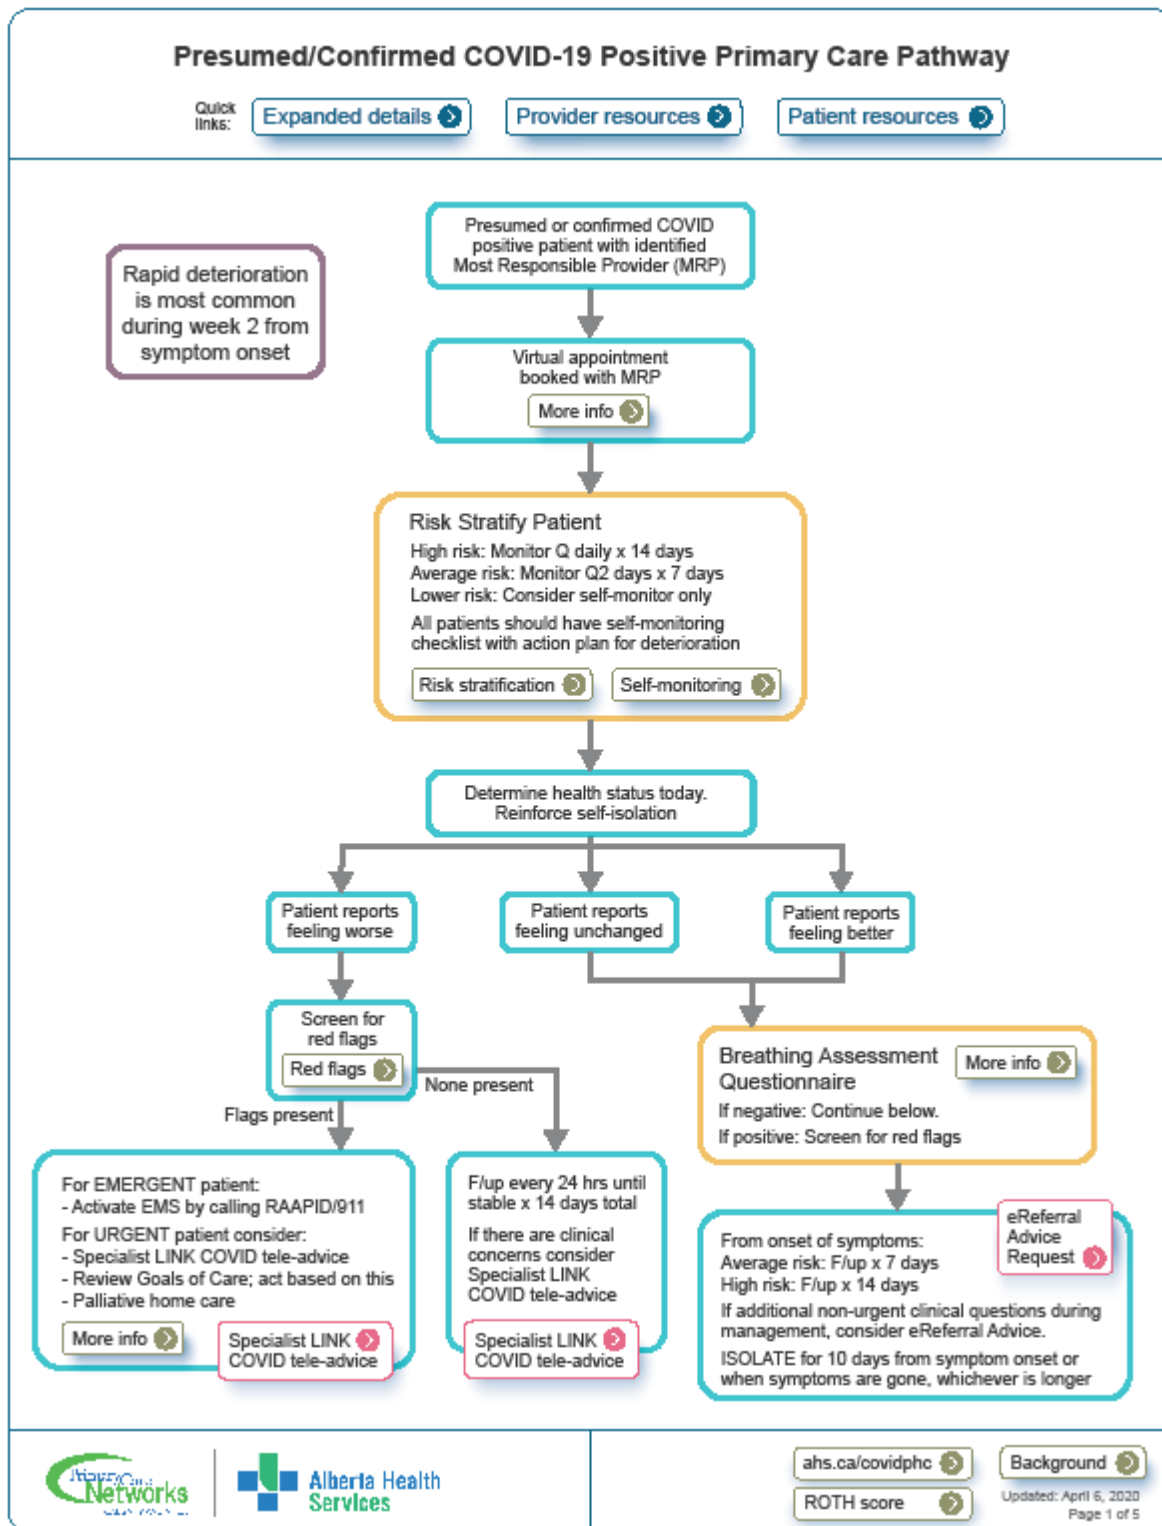 Presumed/Confirmed COVID-19 Positive Primary Care Pathway
Quick
links:
Expanded details
Provider resources
Patient resources
Rapid deterioration
is most common
during week 2 from
symptom onset
Presumed or confirmed COVID
positive patient with identified
Most Responsible Provider (MRP)
Virtual appointment
booked with MRP
More info
Risk Stratify Patient
High risk: Monitor Q daily x 14 days
Average risk: Monitor Q2 days x 7 days
Lower risk: Consider self-monitor only
All patients should have self-monitoring
checklist with action plan for deterioration
Risk stratification
Self-monitoring
Determine health status today.
Reinforce self-isolation
Patient reports
feeling worse
Patient reports
feeling unchanged
Patient reports
feeling better
Screen for
red flags
Red flags
None present
Flags present
Breathing Assessment
Questionnaire
More info
If negative: Continue below.
If positive: Screen for red flags
For EMERGENT patient:
- Activate EMS by calling RAAPID/911
For URGENT patient consider:
- Specialist LINK COVID tele-advice
- Review Goals of Care; act based on this
- Palliative home care
More info
Specialist LINK
COVID tele-advice
F/up every 24 hrs until
stable x 14 days total
If there are clinical
concerns consider
Specialist LINK
COVID tele-advice
Specialist LINK
COVID tele-advice
eReferral
Advice
Request
From onset of symptoms:
Average risk: F/up x 7 days
High risk: F/up x 14 days
If additional non-urgent clinical questions during
management, consider eReferral Advice.
ISOLATE for 10 days from symptom onset or
when symptoms are gone, whichever is longer
Primary Care
Networks
Alberta Health
Services
ahs.ca/covidphc
Background
ROTH score
Updated: April 6, 2020
Page 1 of 5